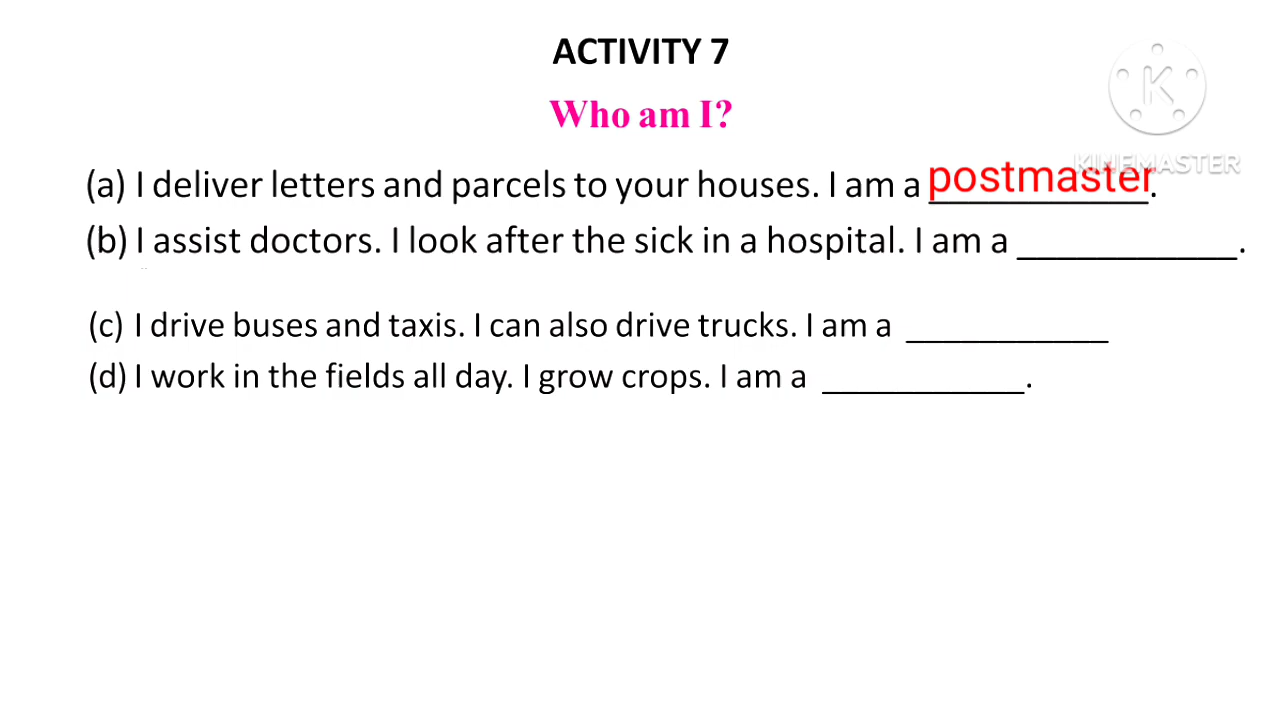 ACTIVITY 7
Who am I?
KINEMASTER
(a) I deliver letters and parcels to your houses. I am a postmaster.
(b) I assist doctors. I look after the sick in a hospital. I am a ___________.
(c) I drive buses and taxis. I can also drive trucks. I am a ___________
(d) I work in the fields all day. I grow crops. I am a ___________.